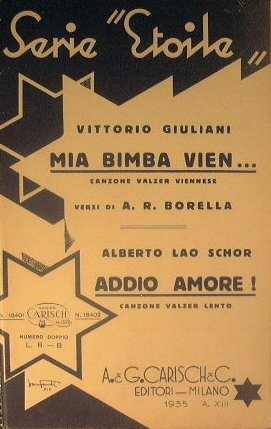 Serie "Etoile"
VITTORIO GIULIANI
MIA BIMBA VIEN...
CANZONE VALZER VIENNESE
VERSI DI A. R. BORELLA
ALBERTO LAO SCHOR
ADDIO AMORE!
CANZONE VALZER LENTO
N. 18401 CARISCH N. 18402
NUMERO DOPPIO
L. 8.- B
A. & G. CARISCH & C.
EDITORI - MILANO
1935 A. XIII